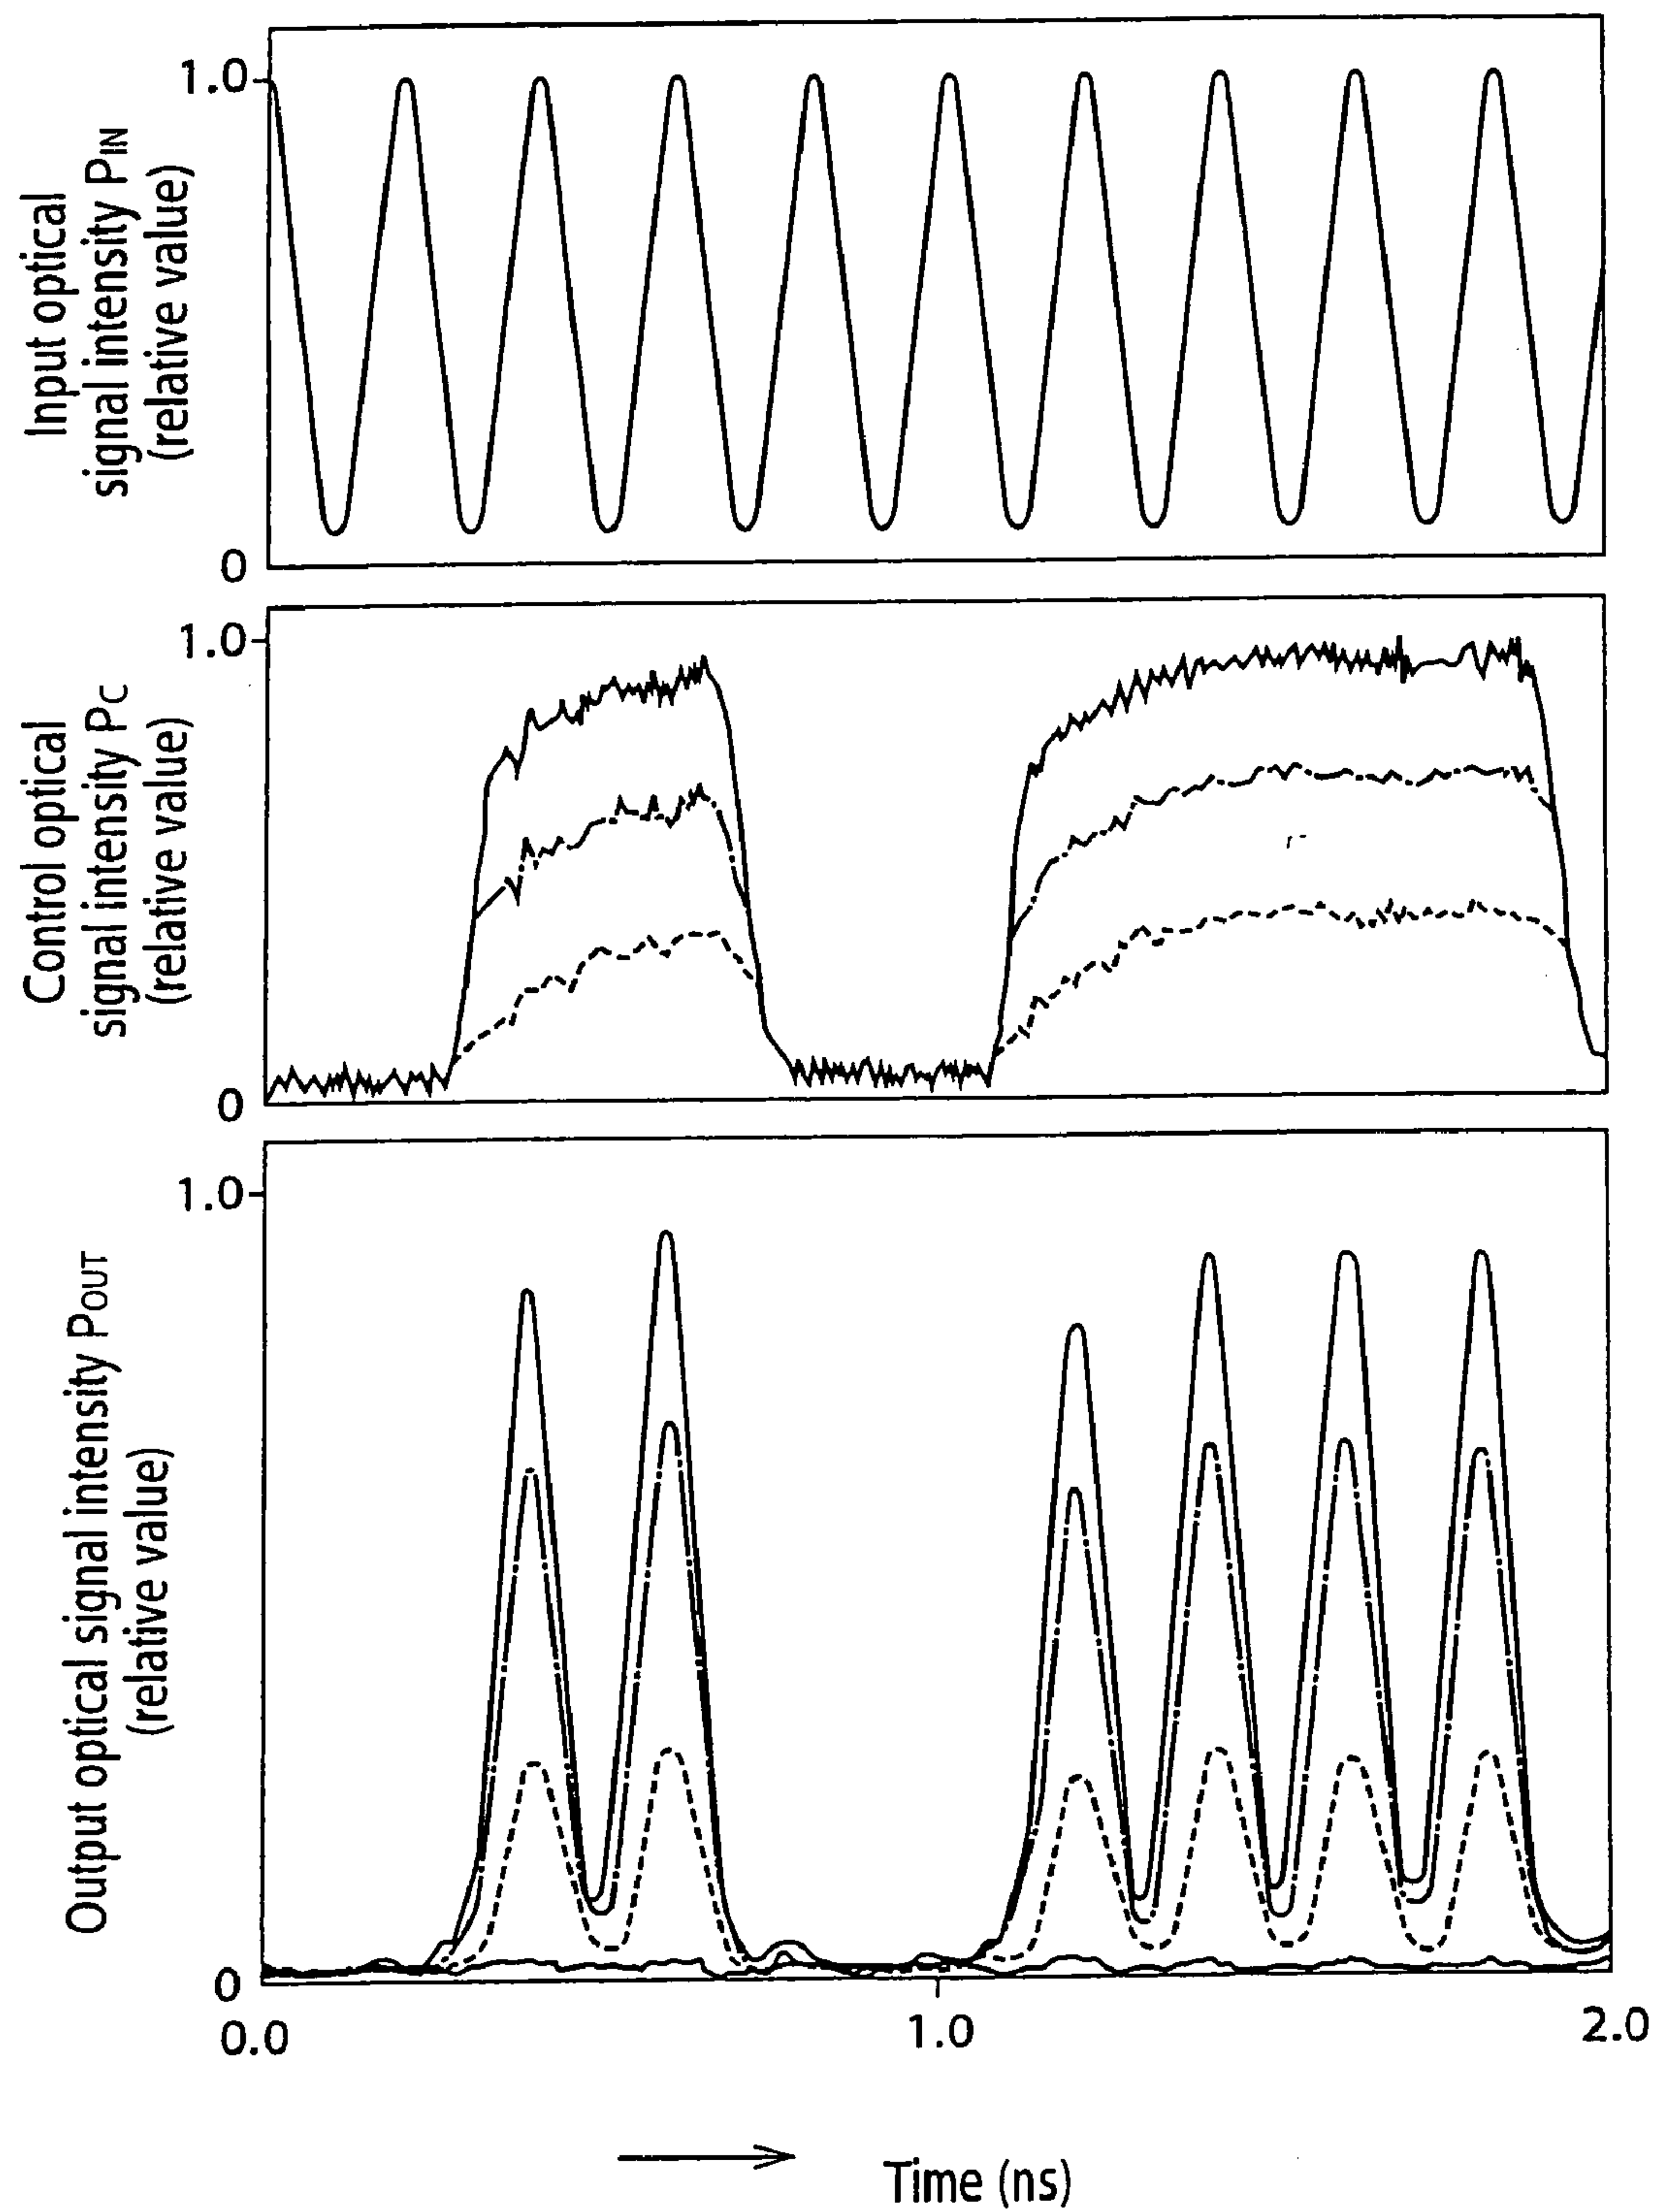 Input optical
signal intensity PIN
(relative value)
1.0
0
Control optical
signal intensity PC
(relative value)
1.0
0
Output optical signal intensity POUT
(relative value)
1.0
0
0.0
1.0
2.0
Time (ns)